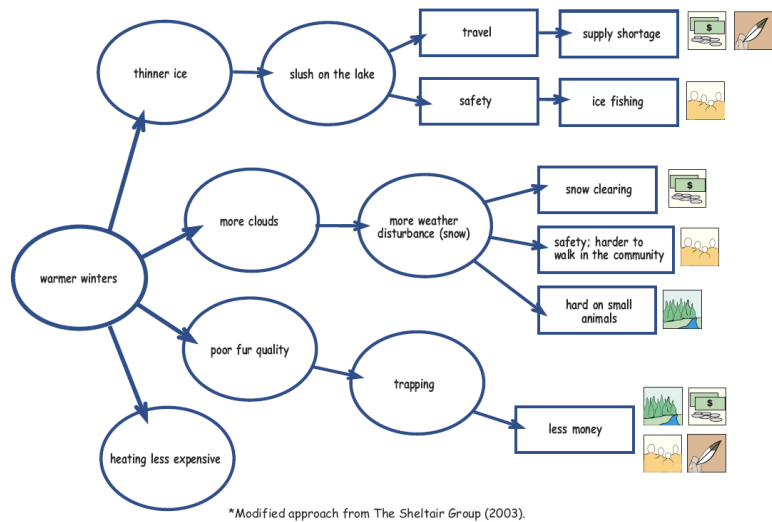 thinner ice
slush on the lake
travel
supply shortage
$
safety
ice fishing
warmer winters
more clouds
more weather
disturbance (snow)
snow clearing
$
safety; harder to
walk in the community
hard on small
animals
poor fur quality
trapping
less money
$
heating less expensive
*Modified approach from The Sheltair Group (2003).